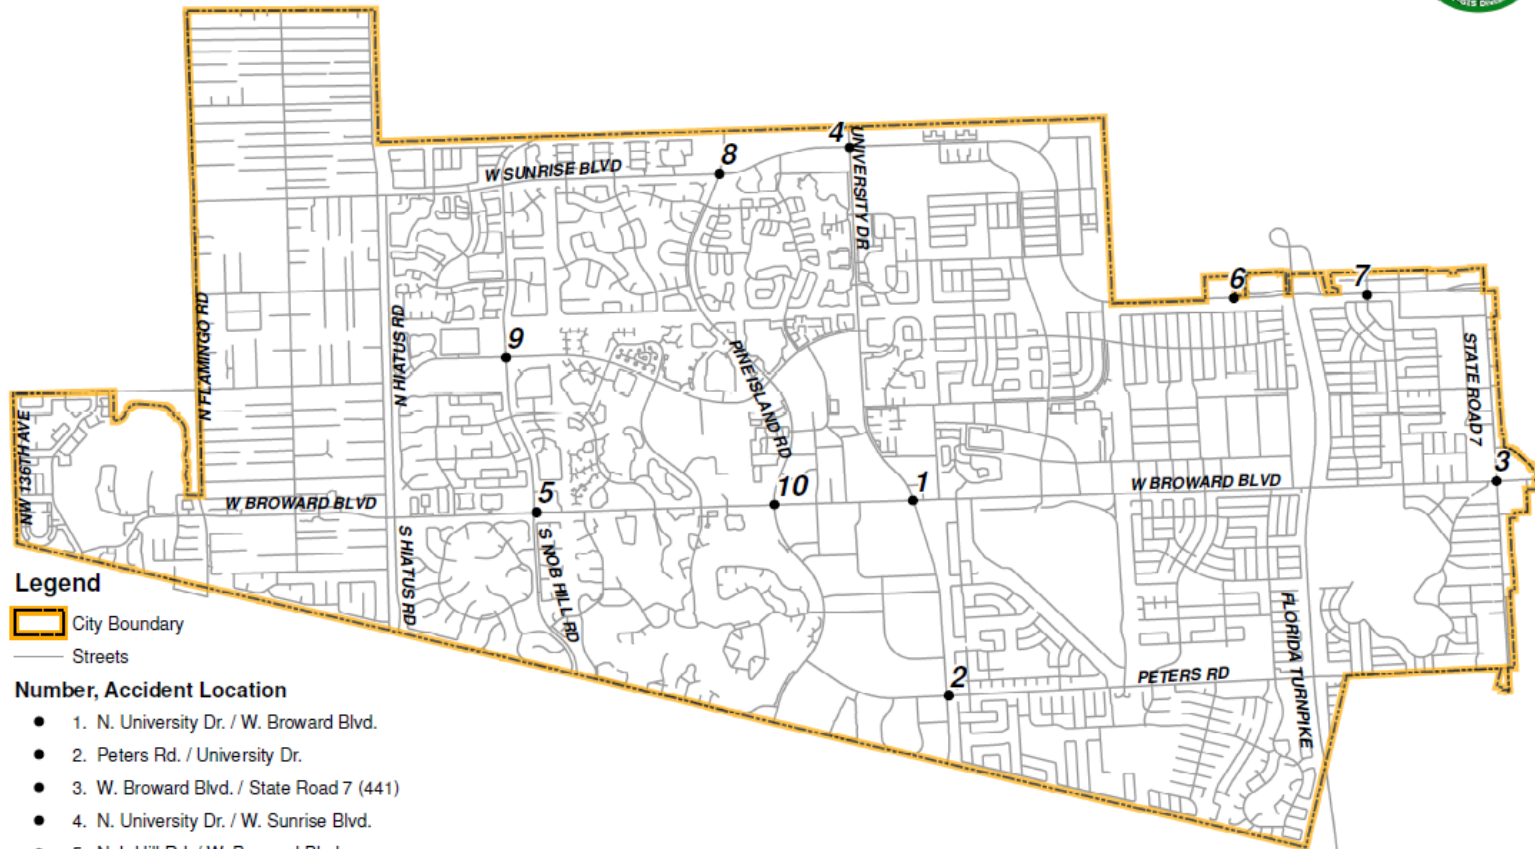 GES DIVI
4
UNIVERSITY DR
8
W SUNRISE BLVD
6
7
N FLAMINGO RD
N HIATUS RD
9
PINE ISLAND RD
STATE ROAD 7
NW 136TH AVE
3
W BROWARD BLVD
5
10
1
W BROWARD BLVD
S HIATUS RD
S NOB HILL RD
FLORIDA TURNPIKE
2
PETERS RD
Legend
City Boundary
Streets
Number, Accident Location
1. N. University Dr. / W. Broward Blvd.
2. Peters Rd. / University Dr.
3. W. Broward Blvd. / State Road 7 (441)
4. N. University Dr. / W. Sunrise Blvd.